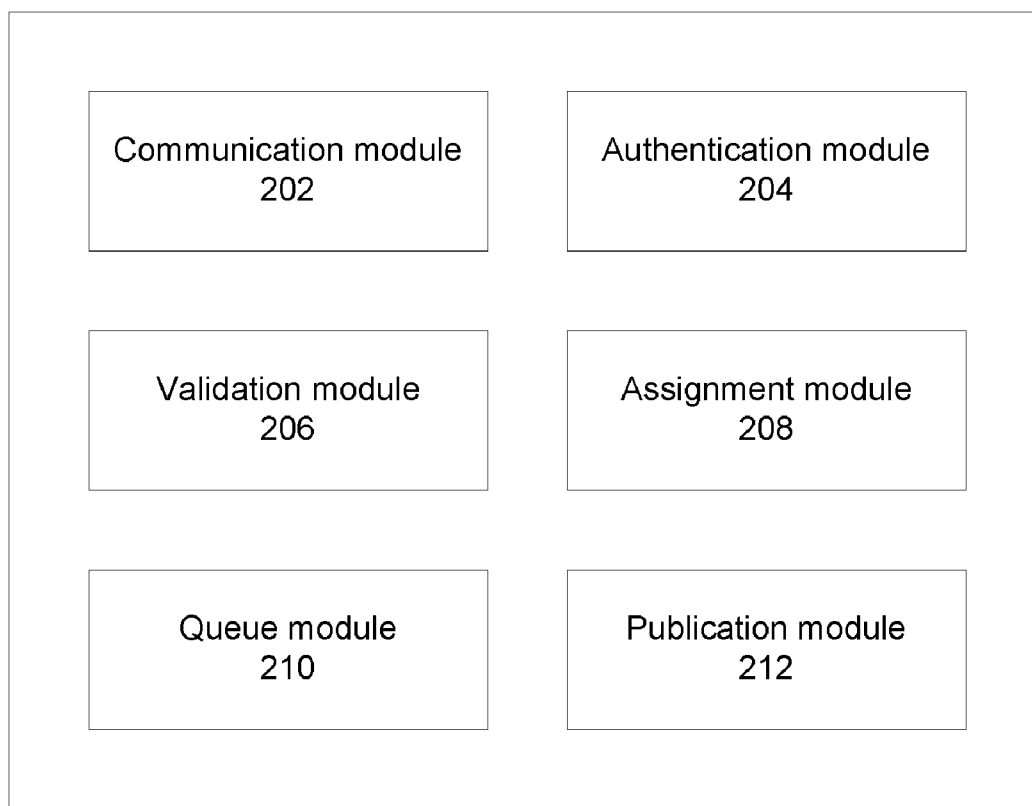 Communication module
202
Authentication module
204
Validation module
206
Assignment module
208
Queue module
210
Publication module
212